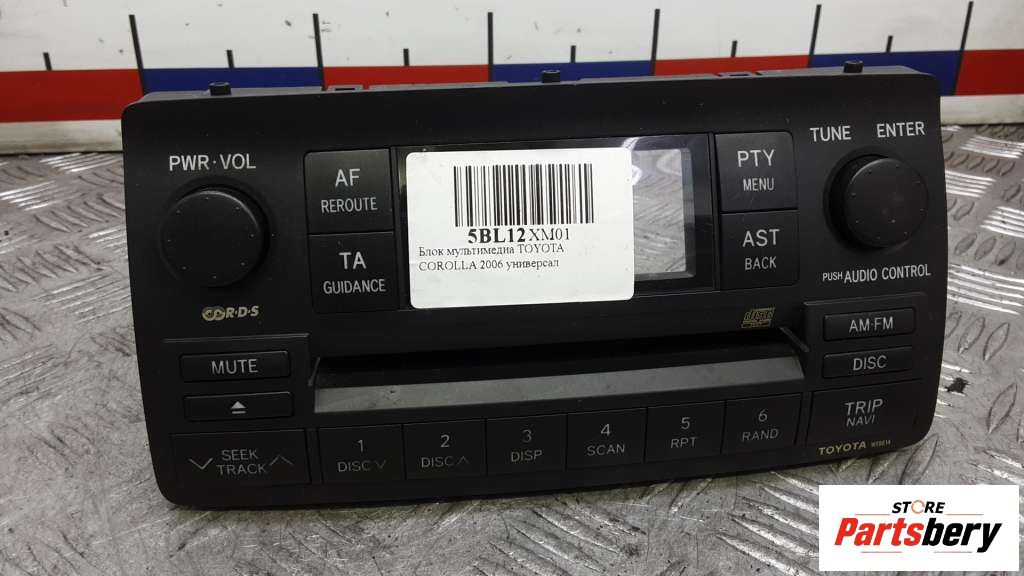 PWR·VOL
AF
REROUTE
TA
GUIDANCE
5BL12XM01
Блок мультимедиа TOYOTA
COROLLA 2006 универсал
PTY
MENU
AST
BACK
TUNE ENTER
PUSH AUDIO CONTROL
R·D·S
MUTE
AM·FM
DISC
SEEK
TRACK
1
DISC
2
DISC
3
DISP
4
SCAN
5
RPT
6
RAND
TRIP
NAVI
TOYOTA
STORE
Partsbery